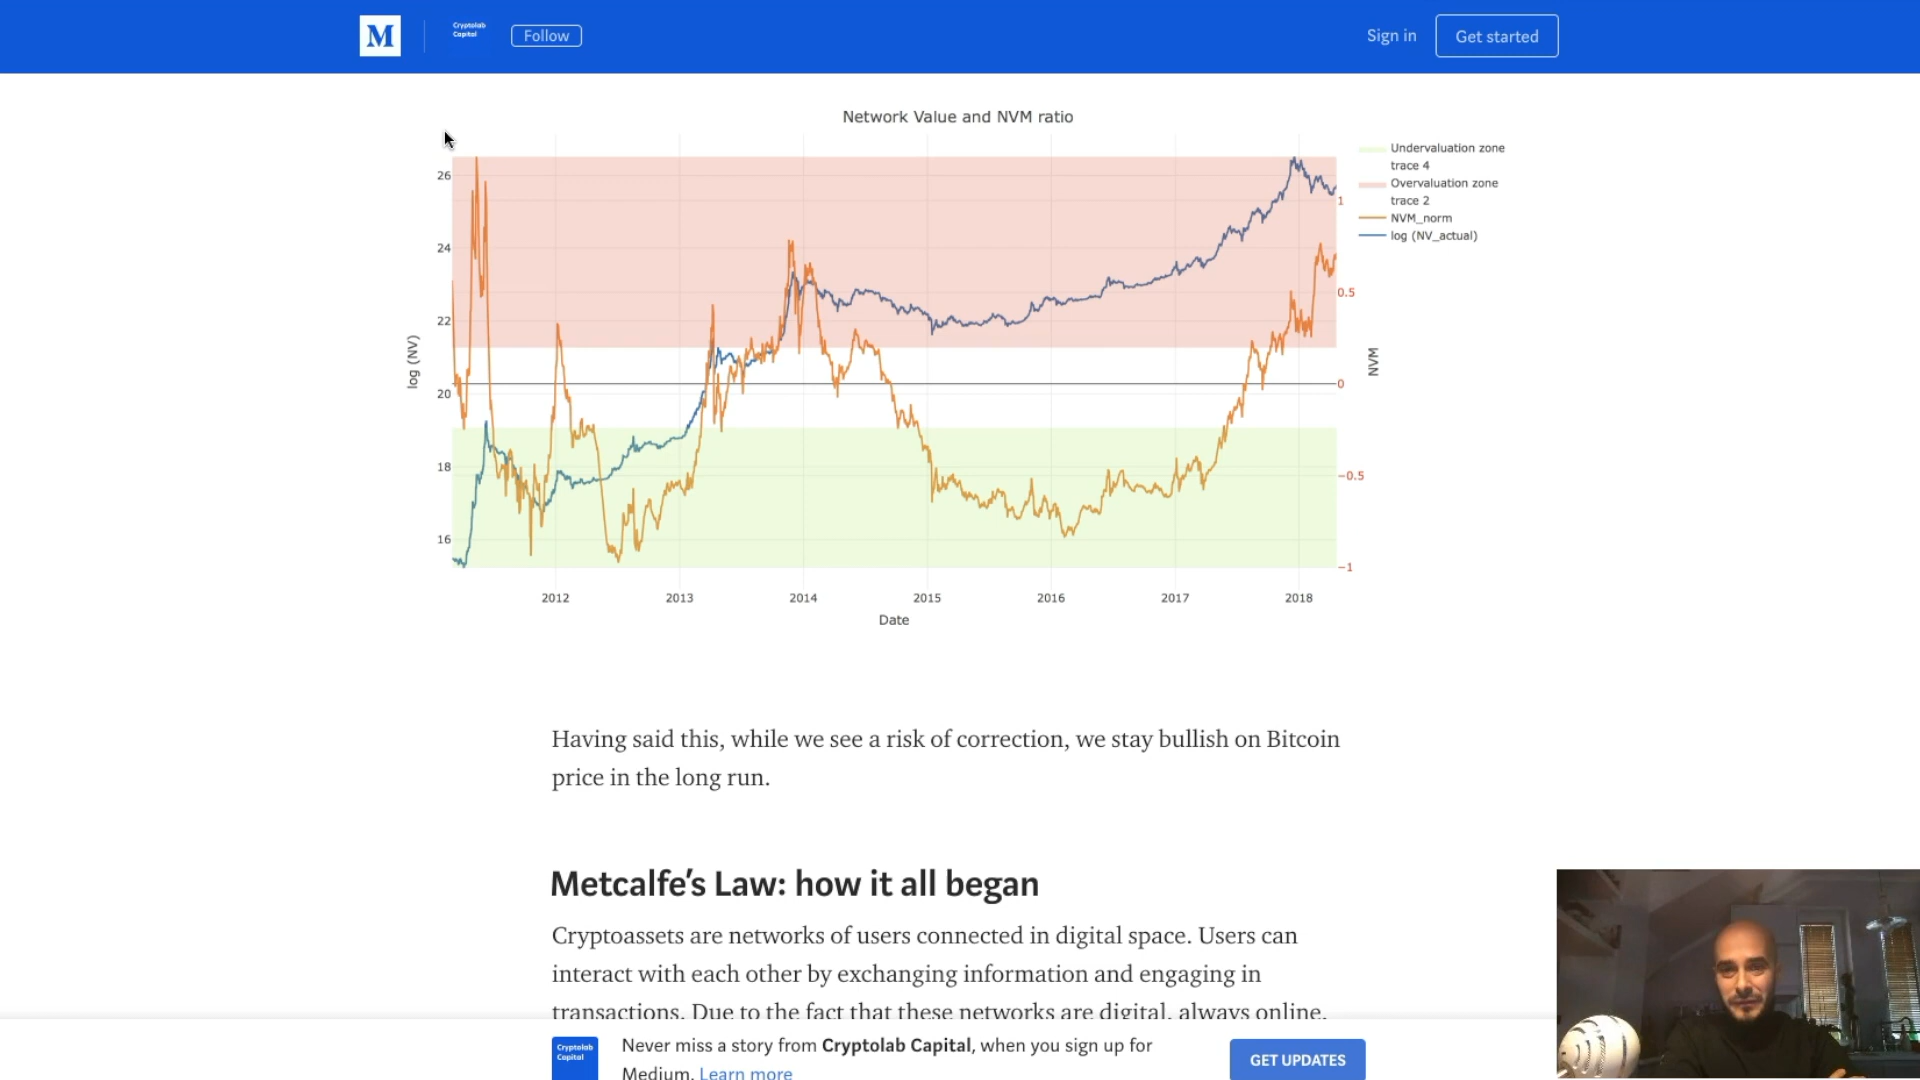 M
Cryptolab
Capital
Follow
Sign in
Get started
Network Value and NVM ratio
Undervaluation zone
trace 4
Overvaluation zone
trace 2
NVM_norm
log (NV_actual)
26
24
22
20
18
16
log (NV)
1
0.5
0
−0.5
−1
NVM
2012
2013
2014
2015
2016
2017
2018
Date
Having said this, while we see a risk of correction, we stay bullish on Bitcoin
price in the long run.
Metcalfe’s Law: how it all began
Cryptoassets are networks of users connected in digital space. Users can
interact with each other by exchanging information and engaging in
transactions. Due to the fact that these networks are digital, always online,
Cryptolab
Capital
Never miss a story from Cryptolab Capital, when you sign up for
Medium. Learn more
GET UPDATES